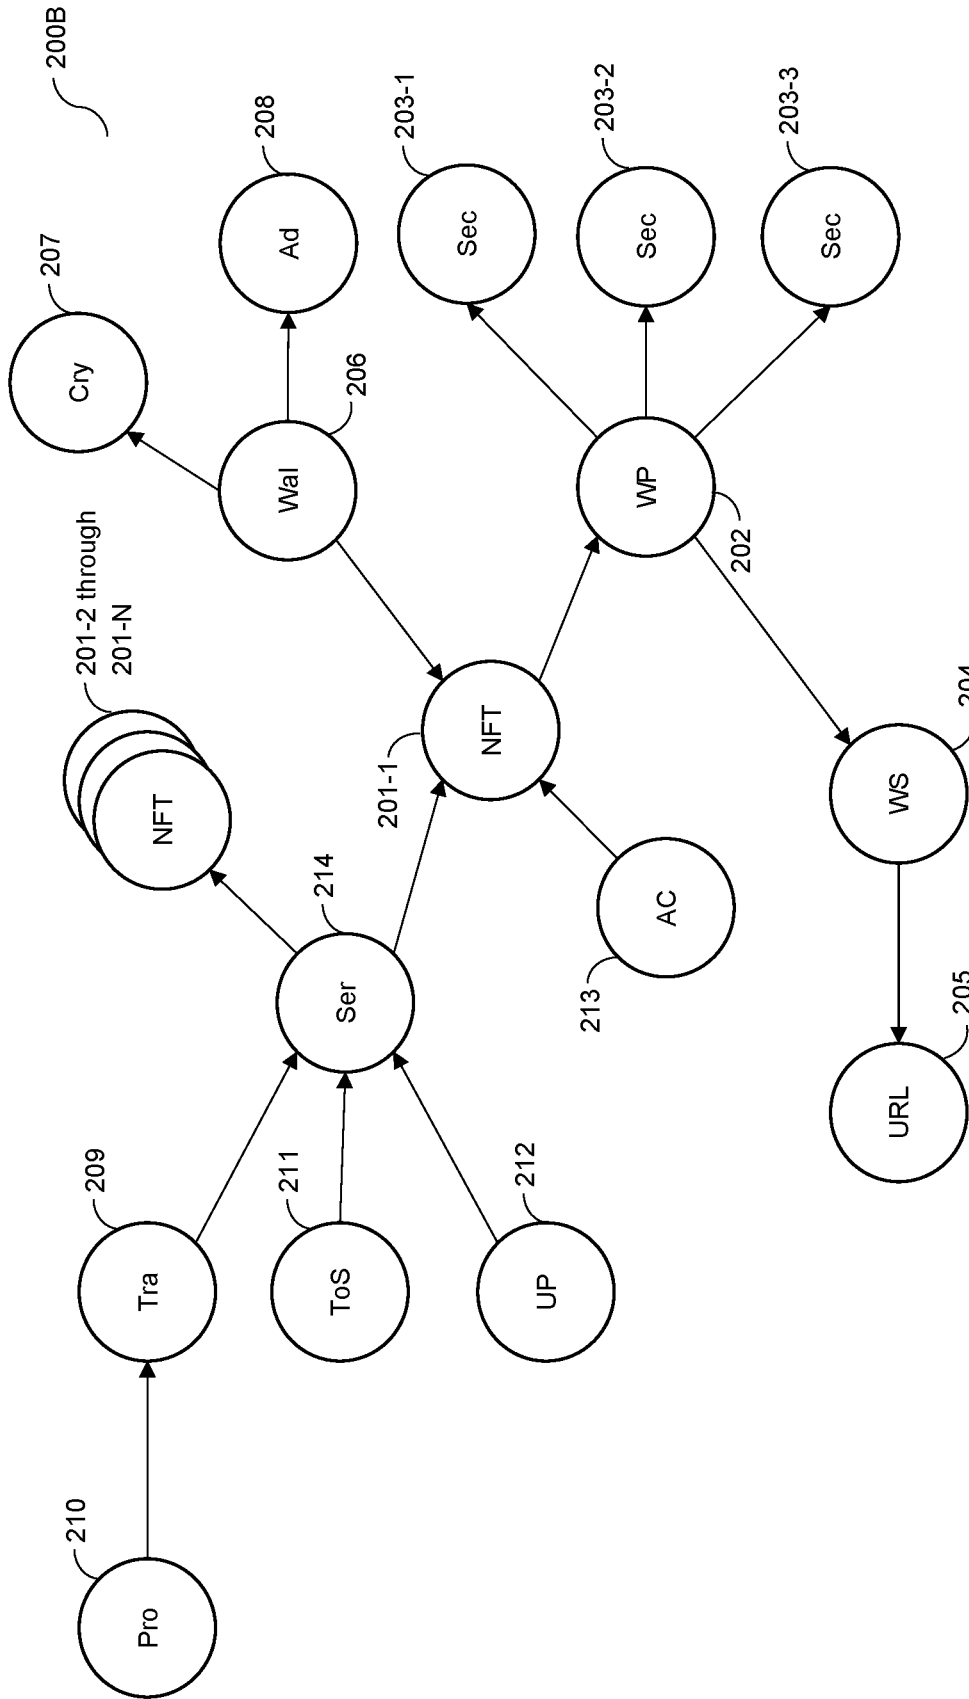 200B
207
210
Cry
201-2 through
201-N
209
Pro
Tra
NFT
208
211
Wal
Ad
214
ToS
Ser
206
201-1
203-1
Sec
NFT
212
UP
213
203-2
WP
Sec
AC
202
203-3
Sec
URL
WS
205
204